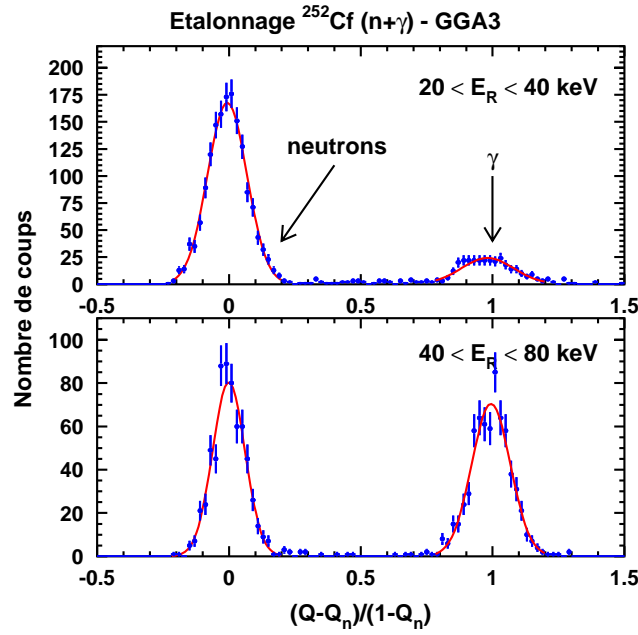 Etalonnage ²⁵²Cf (n+γ) - GGA3
Nombre de coups
200
175
150
125
100
75
50
25
0
20 < E_R < 40 keV
neutrons
γ
-0.5 0 0.5 1 1.5
100
80
60
40
20
0
40 < E_R < 80 keV
-0.5 0 0.5 1 1.5
(Q-Q_n)/(1-Q_n)